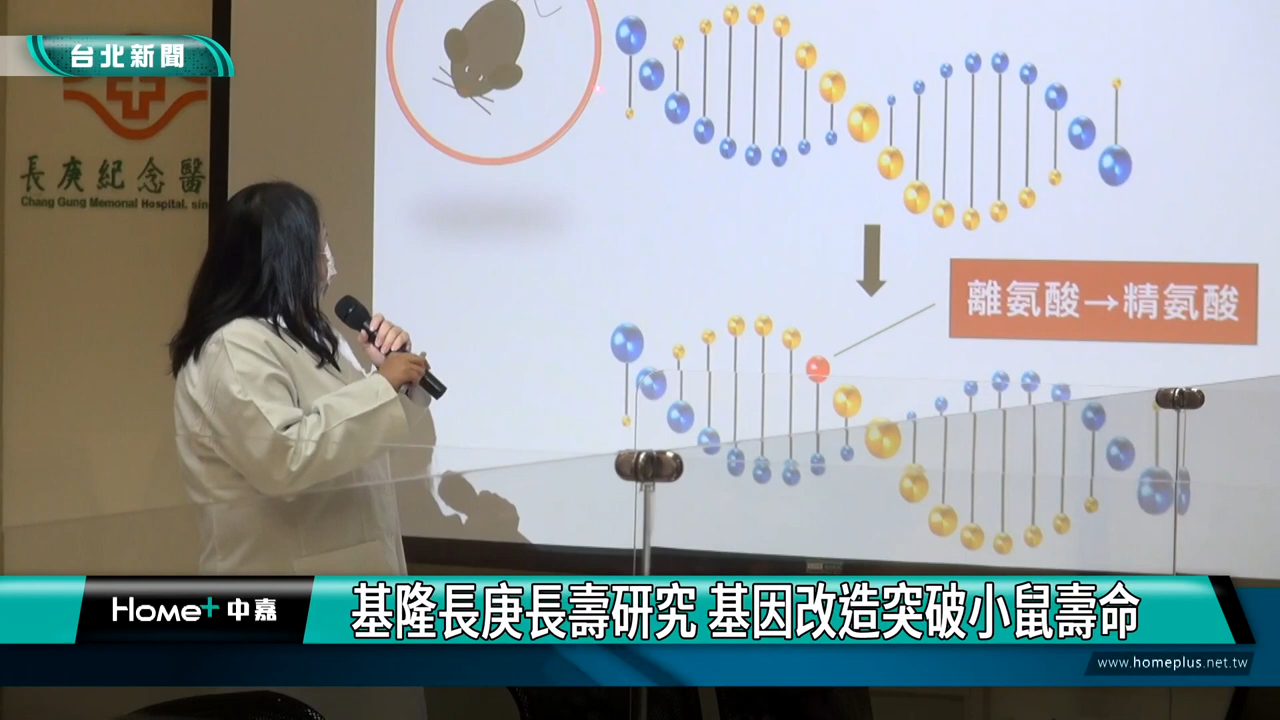 台北新聞
長庚紀念醫
Chang Gung Memorial Hospital, sin
離氨酸→精氨酸
Home+ 中嘉
基隆長庚長壽研究 基因改造突破小鼠壽命
www.homeplus.net.tw